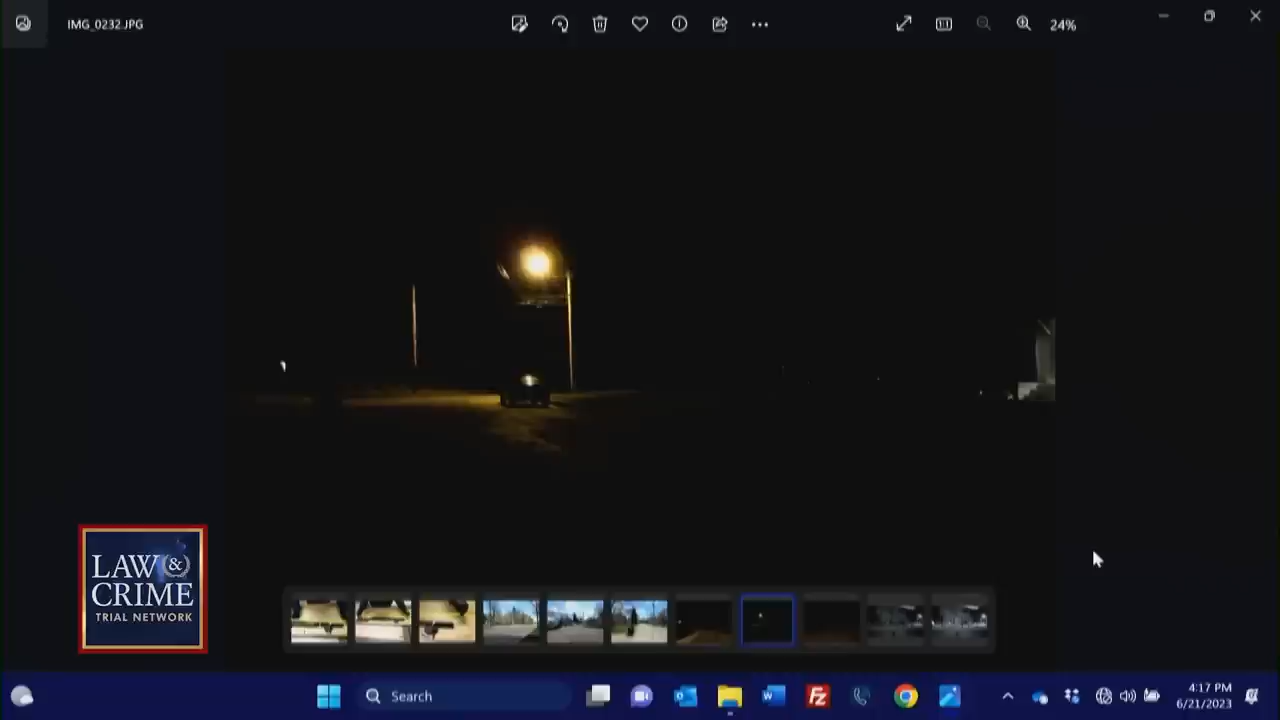 IMG_0232.JPG
24%
LAW &
CRIME
TRIAL NETWORK
Search
4:17 PM
6/21/2023